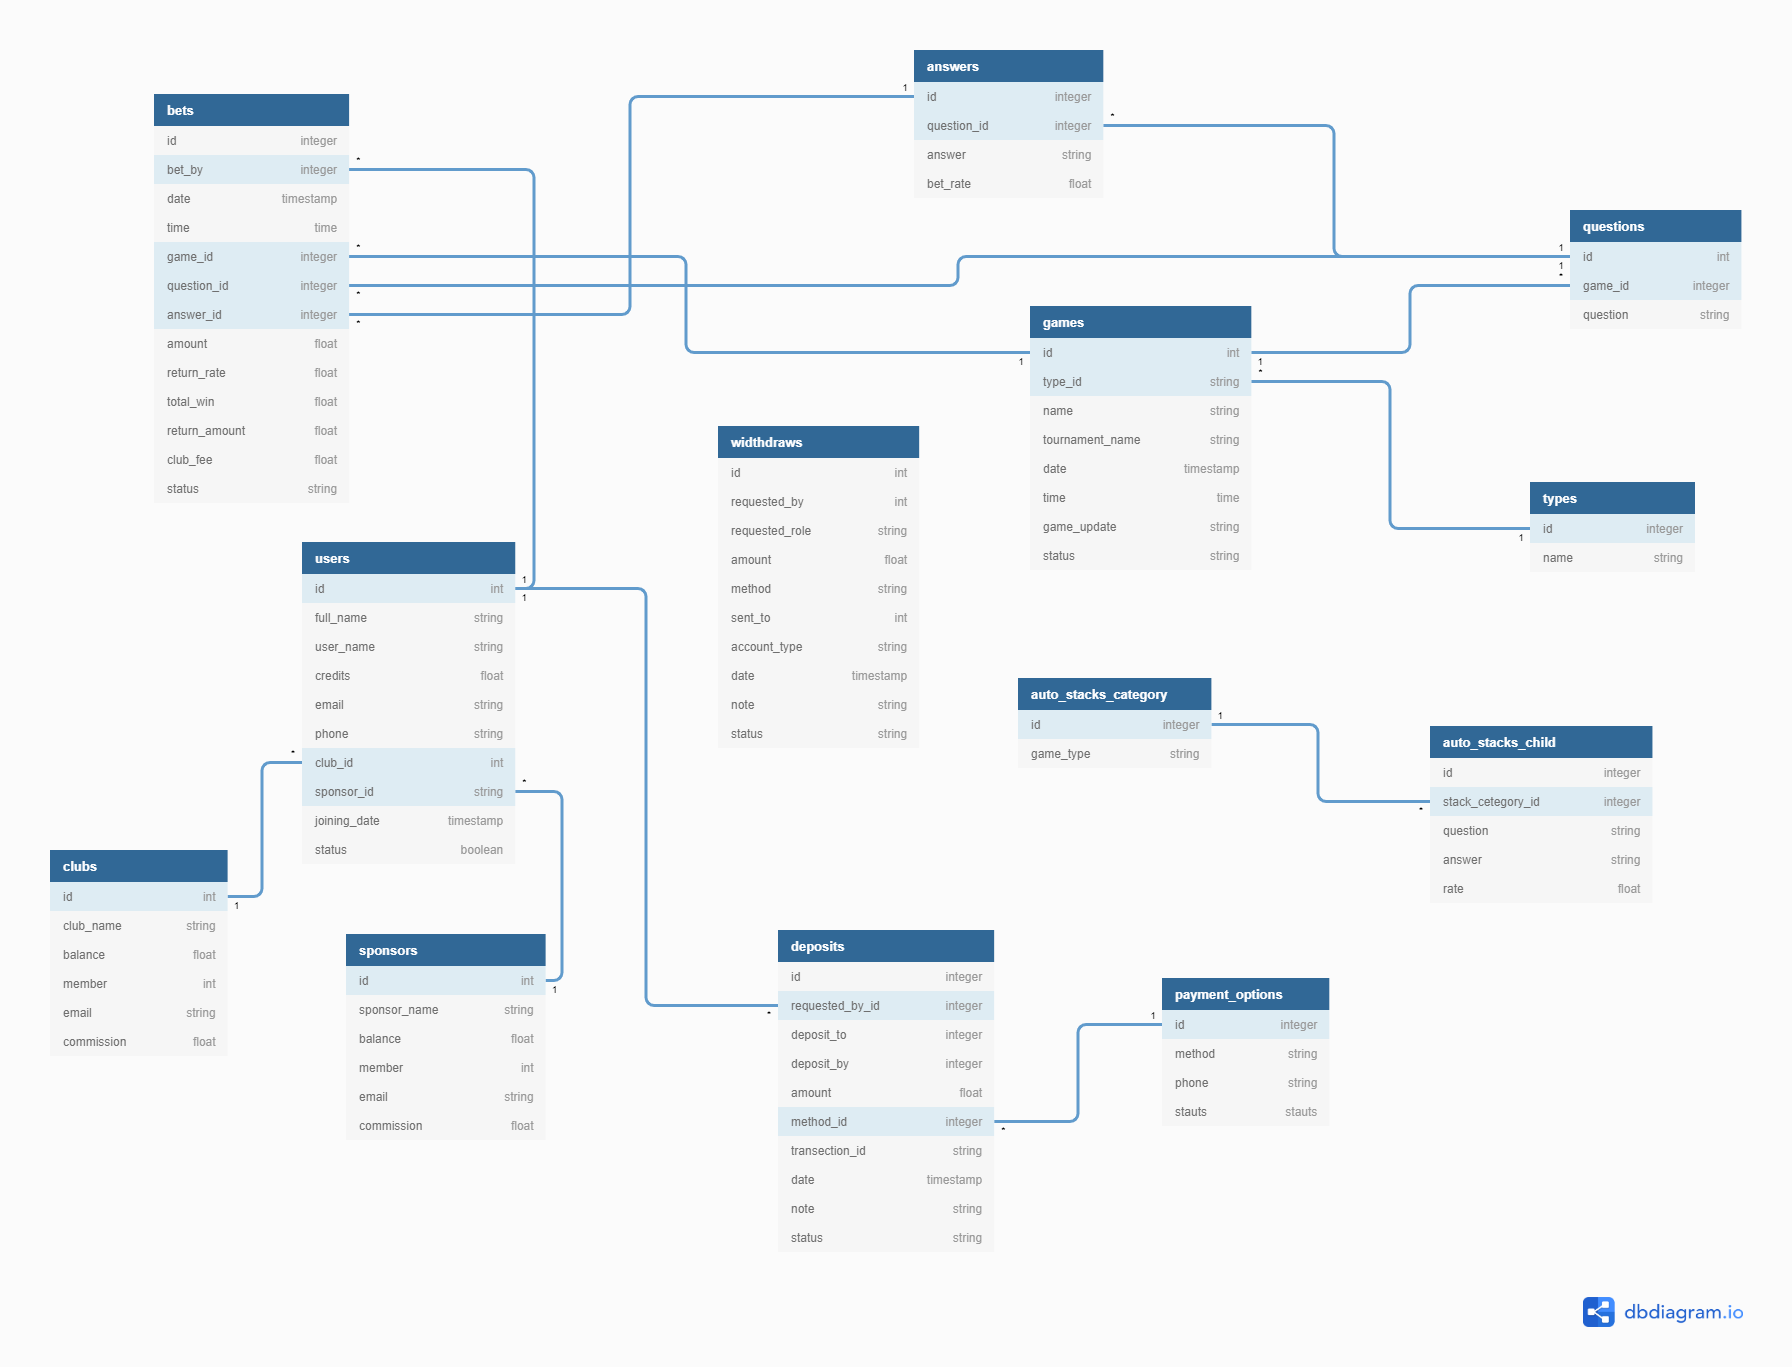 answers
id integer
question_id integer
answer string
bet_rate float
bets
id integer
bet_by integer
date timestamp
time time
game_id integer
question_id integer
answer_id integer
amount float
return_rate float
total_win float
return_amount float
club_fee float
status string
questions
id int
game_id integer
question string
games
id int
type_id string
name string
tournament_name string
date timestamp
time time
game_update string
status string
widthdraws
id int
requested_by int
requested_role string
amount float
method string
sent_to int
account_type string
date timestamp
note string
status string
types
id integer
name string
users
id int
full_name string
user_name string
credits float
email string
phone string
club_id int
sponsor_id string
joining_date timestamp
status boolean
auto_stacks_category
id integer
game_type string
auto_stacks_child
id integer
stack_cetegory_id integer
question string
answer string
rate float
clubs
id int
club_name string
balance float
member int
email string
commission float
sponsors
id int
sponsor_name string
balance float
member int
email string
commission float
deposits
id integer
requested_by_id integer
deposit_to integer
deposit_by integer
amount float
method_id integer
transection_id string
date timestamp
note string
status string
payment_options
id integer
method string
phone string
stauts stauts
1
*
*
*
*
*
1
1
*
1
1
*
1
1
1
*
*
1
1
*
1
*
1
*
dbdiagram.io